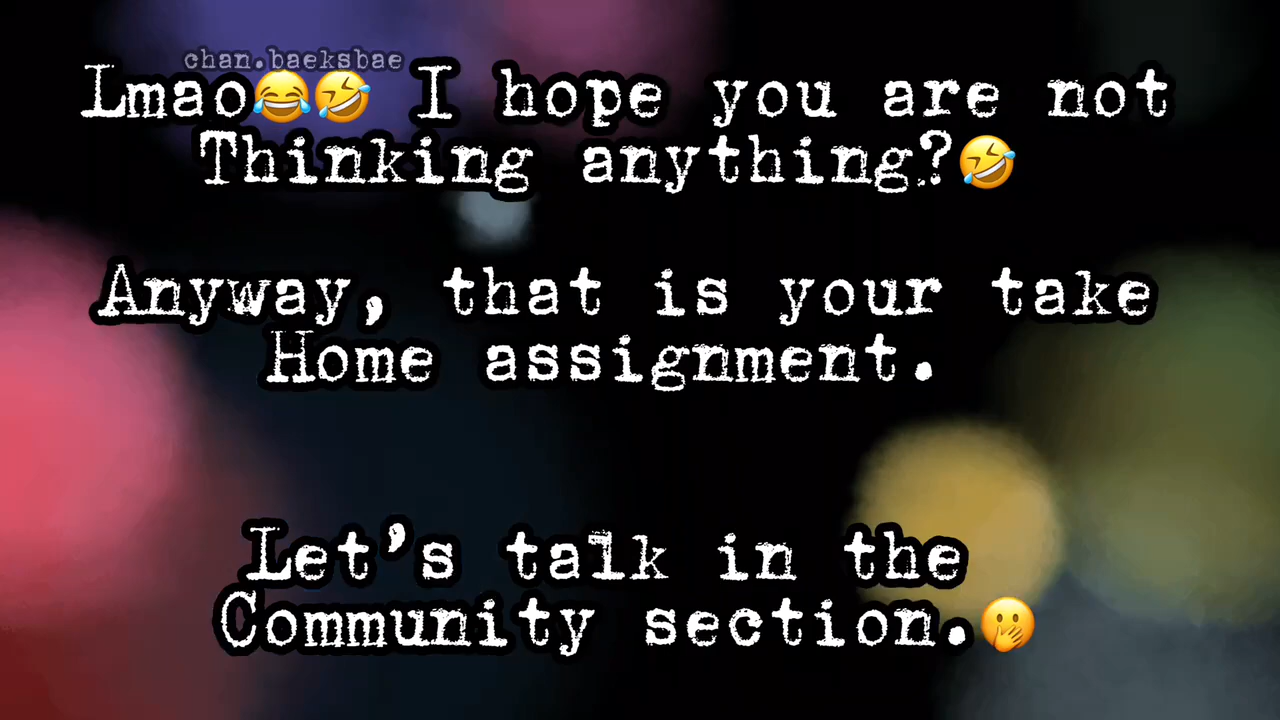 chan.baeksbae
Lmao😂🤣 I hope you are not
Thinking anything?🤣
Anyway, that is your take
Home assignment.
Let's talk in the
Community section.🤭